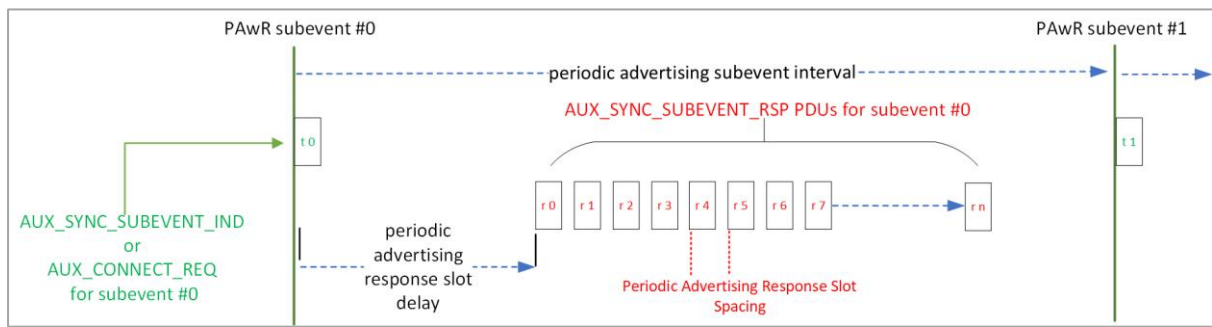 PAwR subevent #0
PAwR subevent #1
periodic advertising subevent interval
AUX_SYNC_SUBEVENT_RSP PDUs for subevent #0
t 0
t 1
r 0 r 1 r 2 r 3 r 4 r 5 r 6 r 7 r n
AUX_SYNC_SUBEVENT_IND
or
AUX_CONNECT_REQ
for subevent #0
periodic
advertising
response slot
delay
Periodic Advertising Response Slot
Spacing